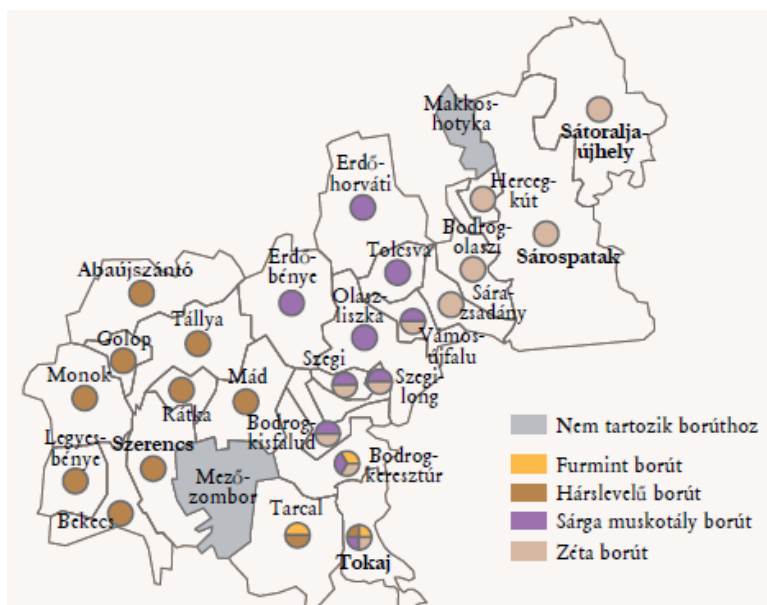 Makkos-
hotyka
Sátoralja-
újhely
Erdő-
horváti
Herceg-
kút
Bodrog-
olaszi
Sárospatak
Tolcsva
Abaújszántó
Erdő-
bénye
Olasz-
liszka
Sára-
zsadány
Tállya
Vámos-
újfalu
Golop
Szegi
Szegi-
long
Monok
Mád
Rátka
Bodrog-
kisfalud
Legyes-
bénye
Szerencs
Mező-
zombor
Bodrog-
keresztúr
Bekecs
Tarcal
Tokaj
Nem tartozik borúthoz
Furmint borút
Hárslevelű borút
Sárga muskotály borút
Zéta borút